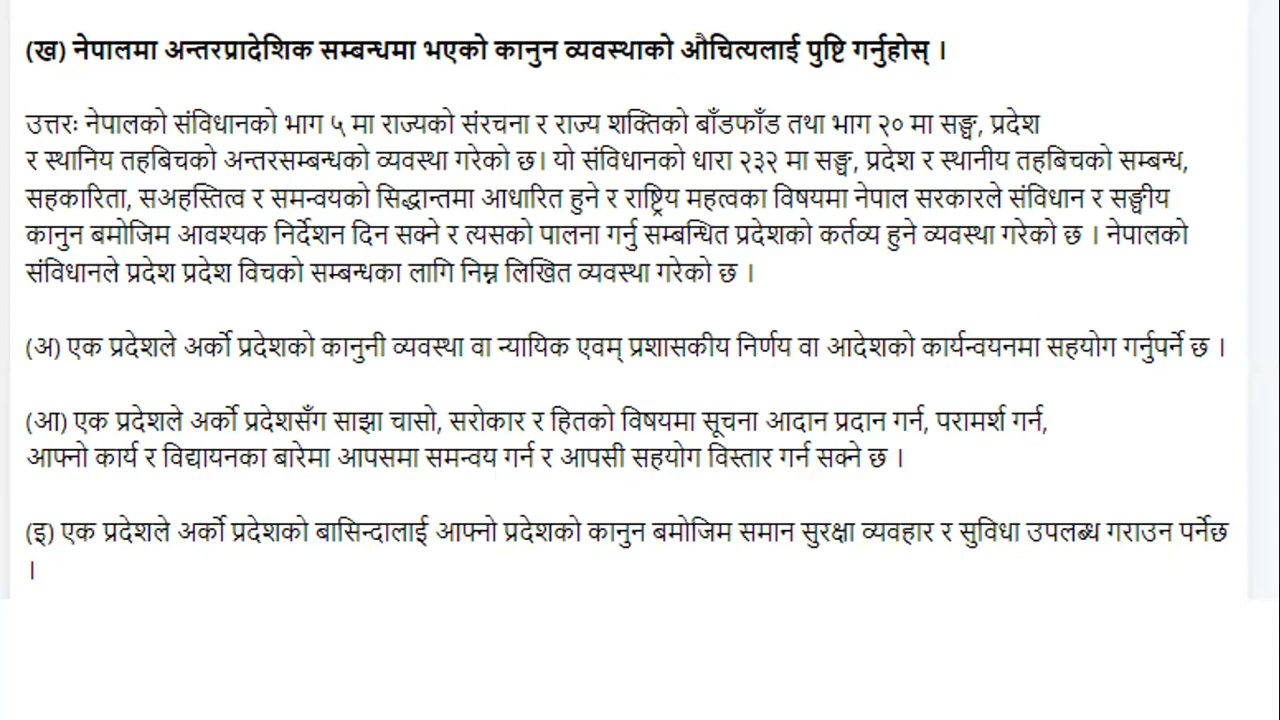 (ख) नेपालमा अन्तरप्रादेशिक सम्बन्धमा भएको कानुन व्यवस्थाको औचित्यलाई पुष्टि गर्नुहोस् ।
उत्तरः नेपालको संविधानको भाग ५ मा राज्यको संरचना र राज्य शक्तिको बाँडफाँड तथा भाग २० मा सङ्घ, प्रदेश
र स्थानिय तहबिचको अन्तरसम्बन्धको व्यवस्था गरेको छ। यो संविधानको धारा २३२ मा सङ्घ, प्रदेश र स्थानीय तहबिचको सम्बन्ध,
सहकारिता, सअहस्तित्व र समन्वयको सिद्धान्तमा आधारित हुने र राष्ट्रिय महत्वका विषयमा नेपाल सरकारले संविधान र सङ्घीय
कानुन बमोजिम आवश्यक निर्देशन दिन सक्ने र त्यसको पालना गर्नु सम्बन्धित प्रदेशको कर्तव्य हुने व्यवस्था गरेको छ । नेपालको
संविधानले प्रदेश प्रदेश विचको सम्बन्धका लागि निम्न लिखित व्यवस्था गरेको छ ।
(अ) एक प्रदेशले अर्को प्रदेशको कानुनी व्यवस्था वा न्यायिक एवम् प्रशासकीय निर्णय वा आदेशको कार्यन्वयनमा सहयोग गर्नुपर्ने छ ।
(आ) एक प्रदेशले अर्को प्रदेशसँग साझा चासो, सरोकार र हितको विषयमा सूचना आदान प्रदान गर्न, परामर्श गर्न,
आफ्नो कार्य र विद्यायनका बारेमा आपसमा समन्वय गर्न र आपसी सहयोग विस्तार गर्न सक्ने छ ।
(इ) एक प्रदेशले अर्को प्रदेशको बासिन्दालाई आफ्नो प्रदेशको कानुन बमोजिम समान सुरक्षा व्यवहार र सुविधा उपलब्ध गराउन पर्नेछ
।